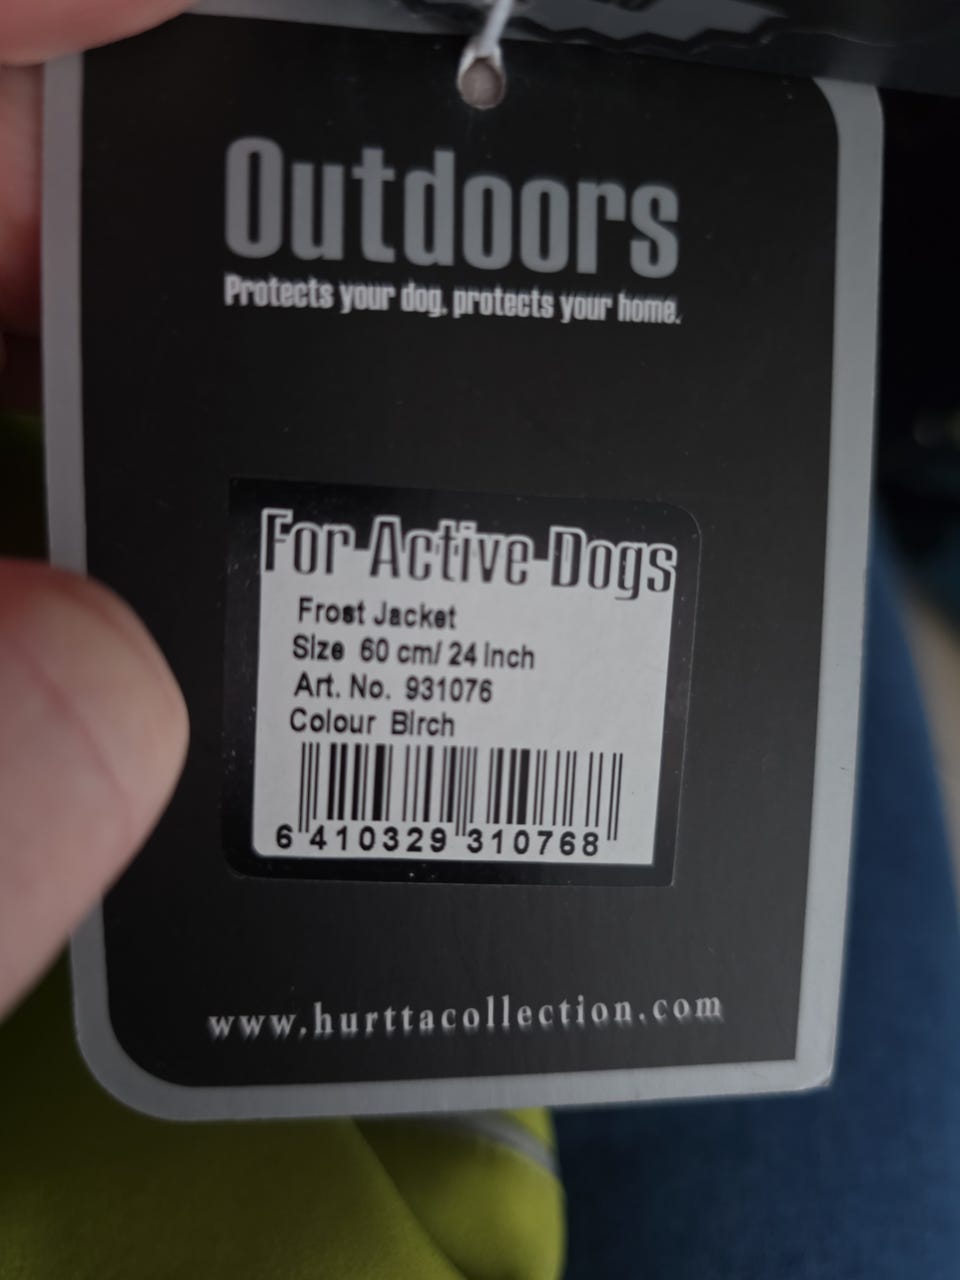 Outdoors
Protects your dog, protects your home.
For Active Dogs
Frost Jacket
Size 60 cm/ 24 inch
Art. No. 931076
Colour Birch
6 410329 310768
www.hurttacollection.com